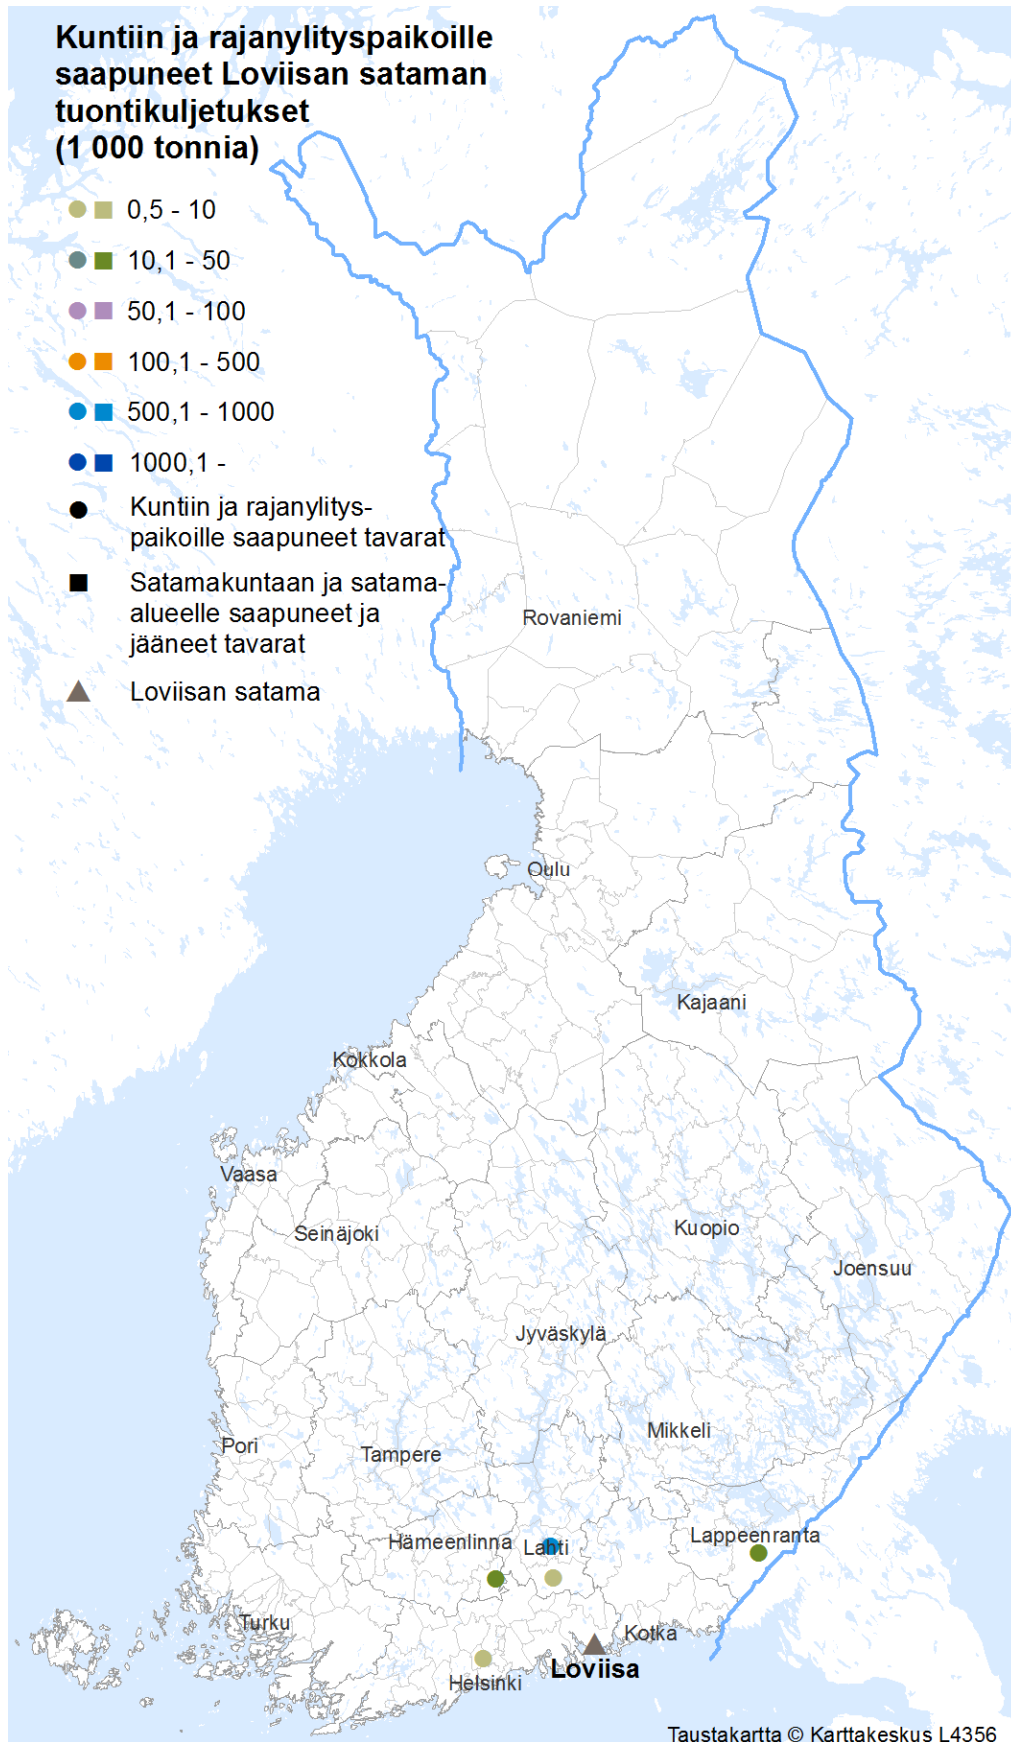 Kuntiin ja rajanylityspaikoille
saapuneet Loviisan sataman
tuontikuljetukset
(1 000 tonnia)
0,5 - 10
10,1 - 50
50,1 - 100
100,1 - 500
500,1 - 1000
1000,1 -
Kuntiin ja rajanylitys-
paikoille saapuneet tavarat
Satamakuntaan ja satama-
alueelle saapuneet ja
jääneet tavarat
Loviisan satama
Rovaniemi
Oulu
Kajaani
Kokkola
Vaasa
Seinäjoki
Kuopio
Joensuu
Jyväskylä
Mikkeli
Pori
Tampere
Lappeenranta
Hämeenlinna
Lahti
Turku
Kotka
Loviisa
Helsinki
Taustakartta © Karttakeskus L4356